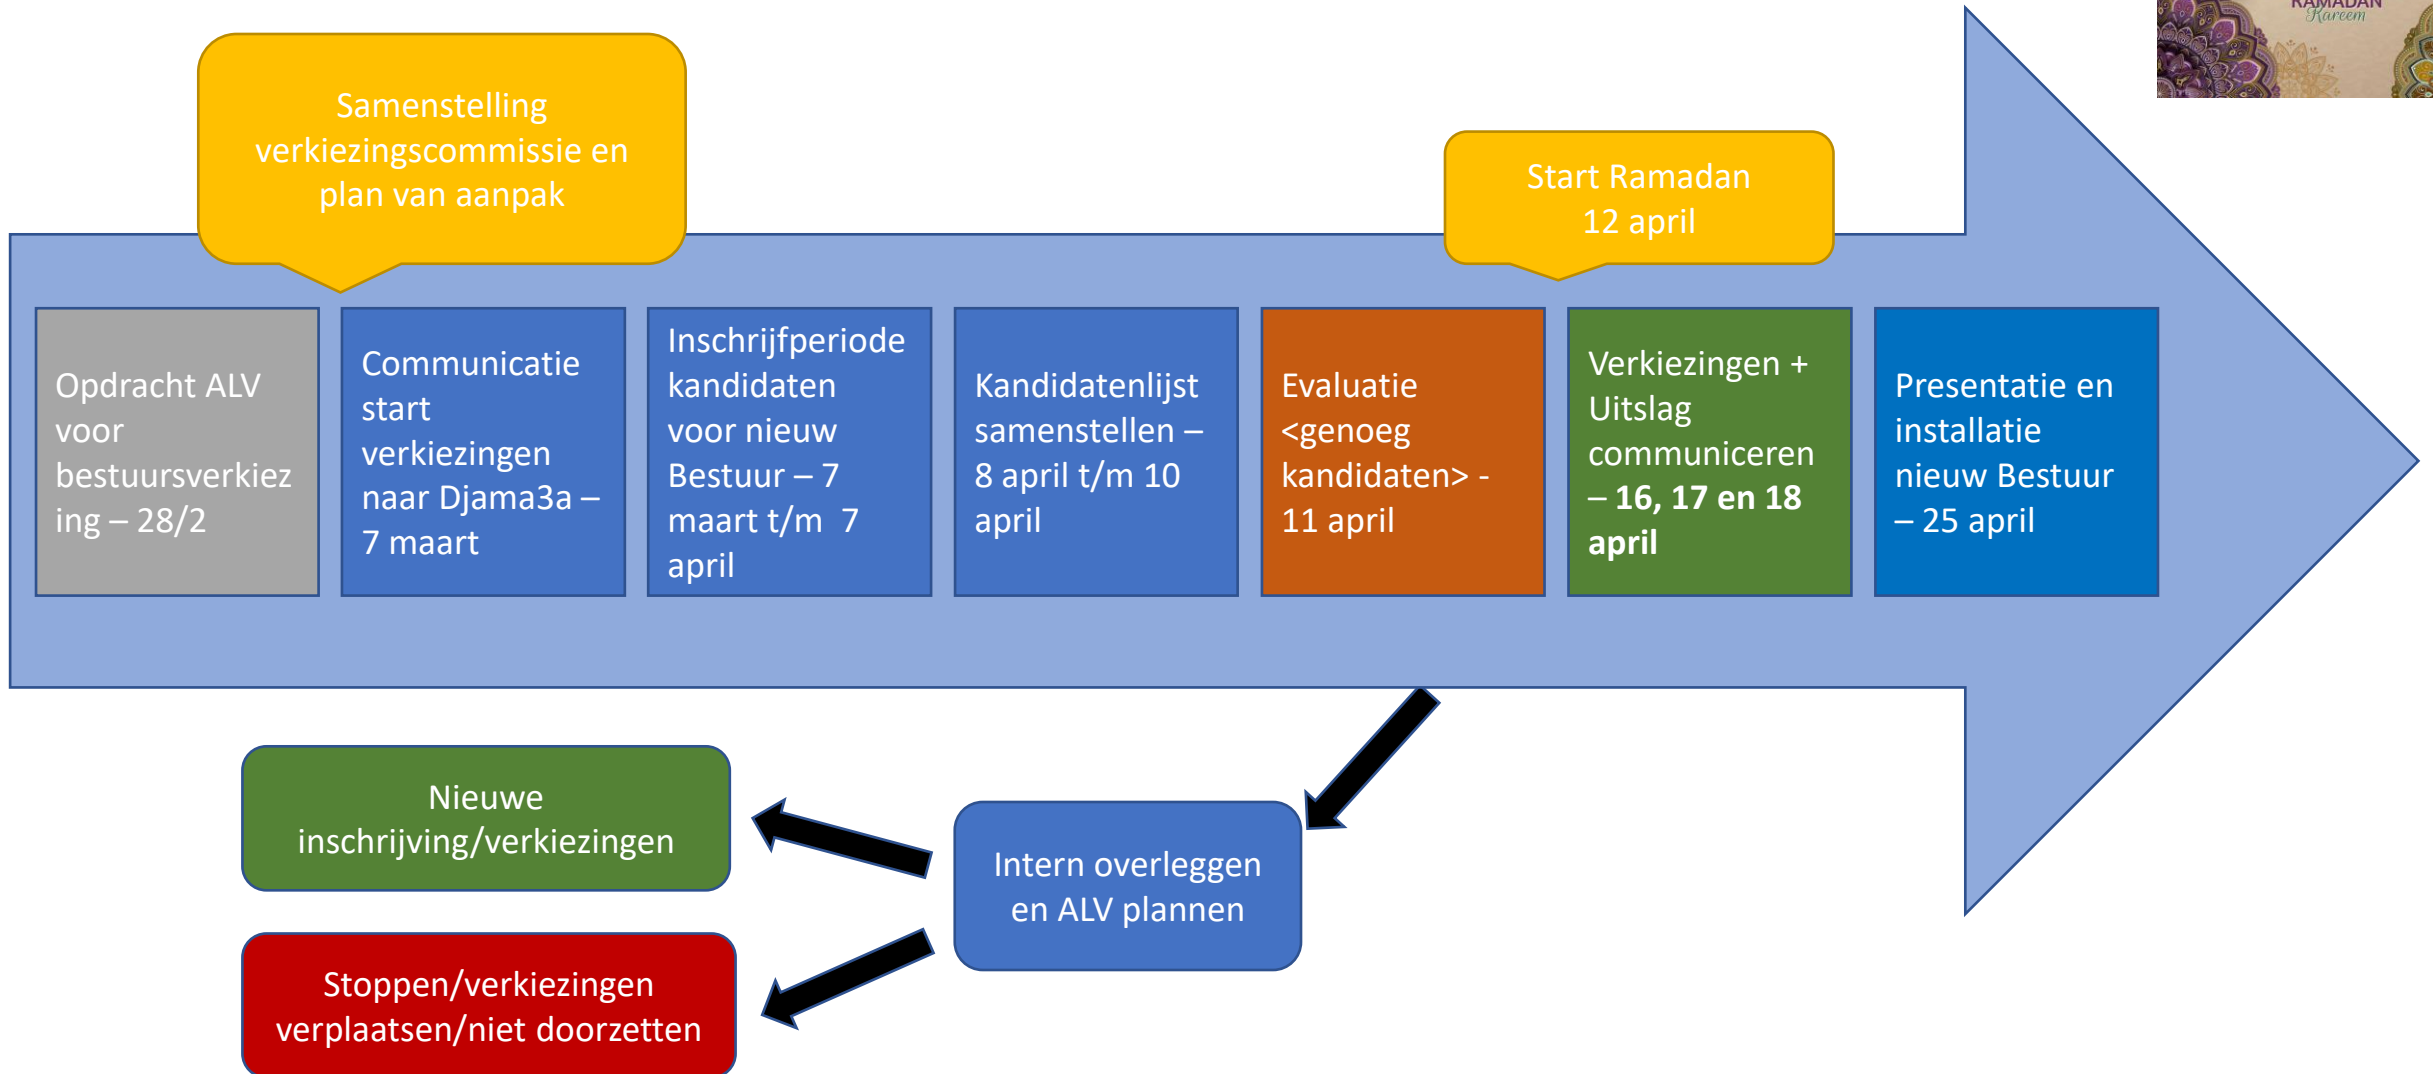 RAMADAN
Kareem
Samenstelling
verkiezingscommissie en
plan van aanpak
Start Ramadan
12 april
Opdracht ALV
voor
bestuursverkiez
ing – 28/2
Communicatie
start
verkiezingen
naar Djama3a –
7 maart
Inschrijfperiode
kandidaten
voor nieuw
Bestuur – 7
maart t/m 7
april
Kandidatenlijst
samenstellen –
8 april t/m 10
april
Evaluatie
<genoeg
kandidaten> -
11 april
Verkiezingen +
Uitslag
communiceren
– 16, 17 en 18
april
Presentatie en
installatie
nieuw Bestuur
– 25 april
Nieuwe
inschrijving/verkiezingen
Intern overleggen
en ALV plannen
Stoppen/verkiezingen
verplaatsen/niet doorzetten